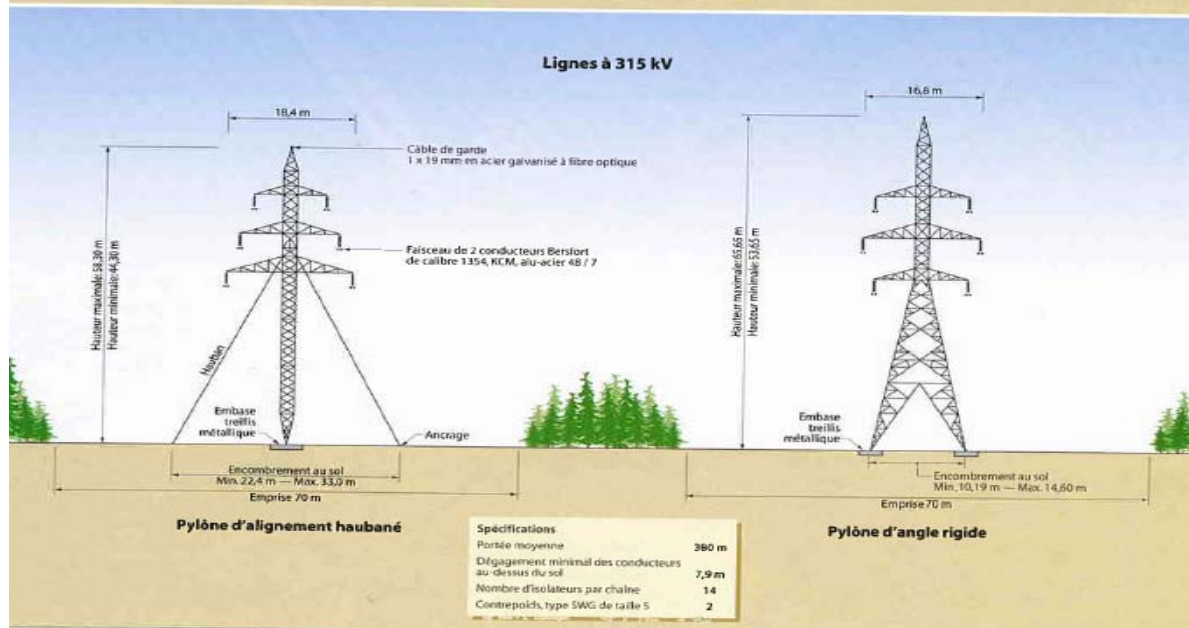 Lignes à 315 kV
18,4 m
Câble de garde
1 x 19 mm en acier galvanisé à fibre optique
Faisceau de 2 conducteurs Bersfort
de calibre 1354, KCM, alu-acier 48 / 7
Hauteur maximale: 58,30 m
Hauteur minimale: 44,30 m
Hauban
Embase
treillis
métallique
Ancrage
Encombrement au sol
Min. 22,4 m — Max. 33,0 m
Emprise 70 m
Pylône d'alignement haubané
16,8 m
Hauteur maximale: 65,65 m
Hauteur minimale: 53,65 m
Embase
treillis
métallique
Encombrement au sol
Min. 10,19 m — Max. 14,60 m
Emprise 70 m
Pylône d'angle rigide
Spécifications
Portée moyenne 380 m
Dégagement minimal des conducteurs
au-dessus du sol 7,9 m
Nombre d'isolateurs par chaîne 14
Contrepoids, type SWG de taille 5 2